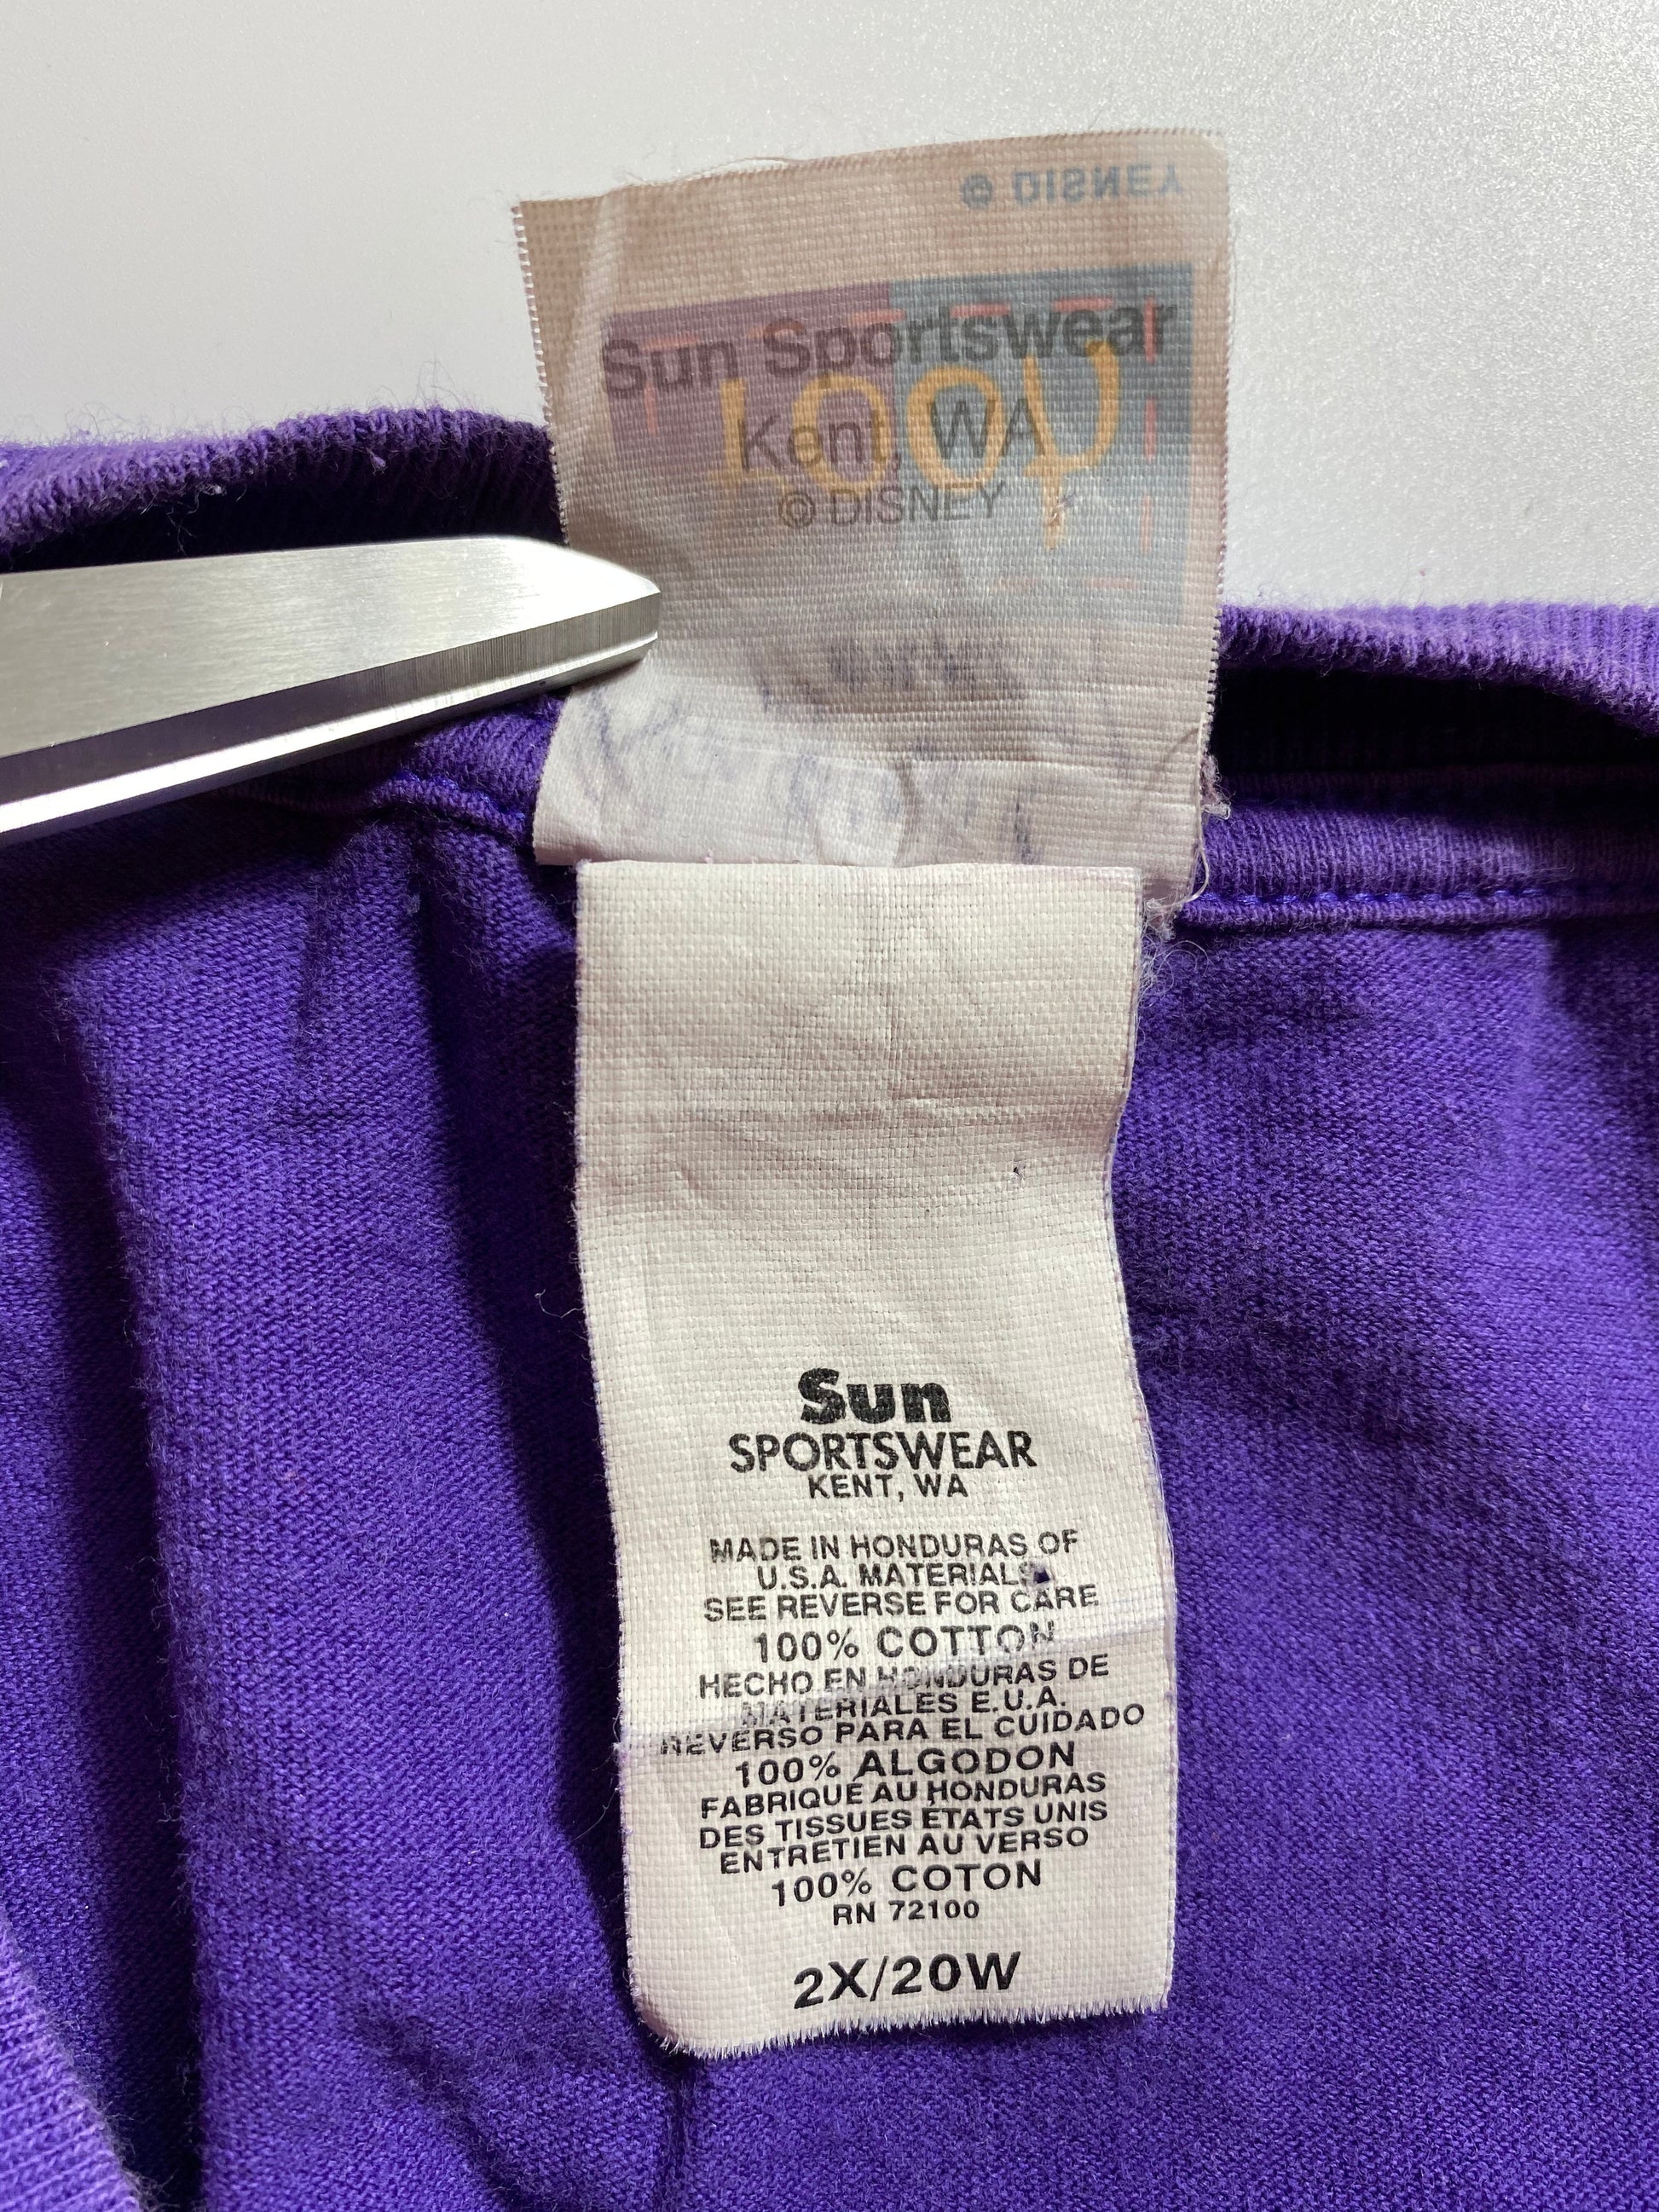 © DISNEY
Sun Sportswear
Kent, WA
© DISNEY
Sun
SPORTSWEAR
KENT, WA
MADE IN HONDURAS OF
U.S.A. MATERIALS
SEE REVERSE FOR CARE
100% COTTON
HECHO EN HONDURAS DE
MATERIALES E.U.A.
REVERSO PARA EL CUIDADO
100% ALGODON
FABRIQUE AU HONDURAS
DES TISSUES ÉTATS UNIS
ENTRETIEN AU VERSO
100% COTON
RN 72100
2X/20W